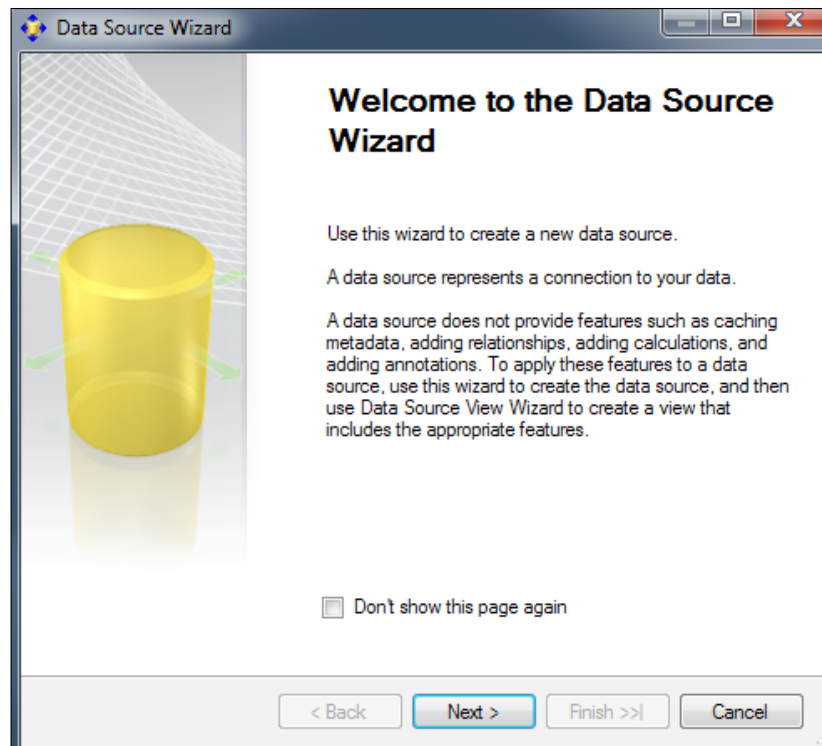 Data Source Wizard
Welcome to the Data Source
Wizard
Use this wizard to create a new data source.
A data source represents a connection to your data.
A data source does not provide features such as caching
metadata, adding relationships, adding calculations, and
adding annotations. To apply these features to a data
source, use this wizard to create the data source, and then
use Data Source View Wizard to create a view that
includes the appropriate features.
Don't show this page again
< Back Next > Finish >>| Cancel